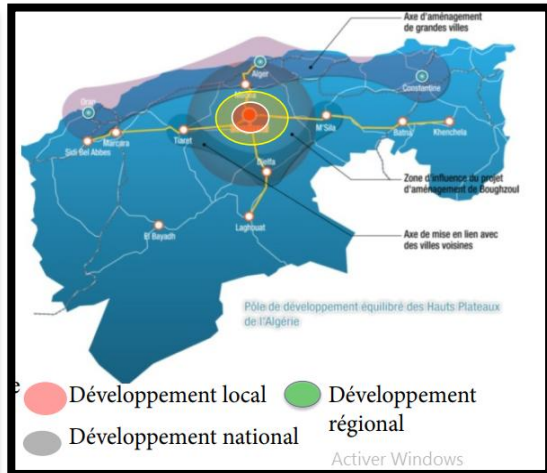 Axe d'aménagement
de grandes villes
Alger
Constantine
Oran
M'Sila
Batna
Khenchela
Sidi Bel Abbes
Mascara
Tiaret
Djelfa
Zone d'influence du projet
d'aménagement de Boughzoul
Laghouat
El Bayadh
Axe de mise en lien avec
des villes voisines
Pôle de développement équilibré des Hauts Plateaux
de l'Algérie
e
Développement local
Développement
régional
Développement national
Activer Windows